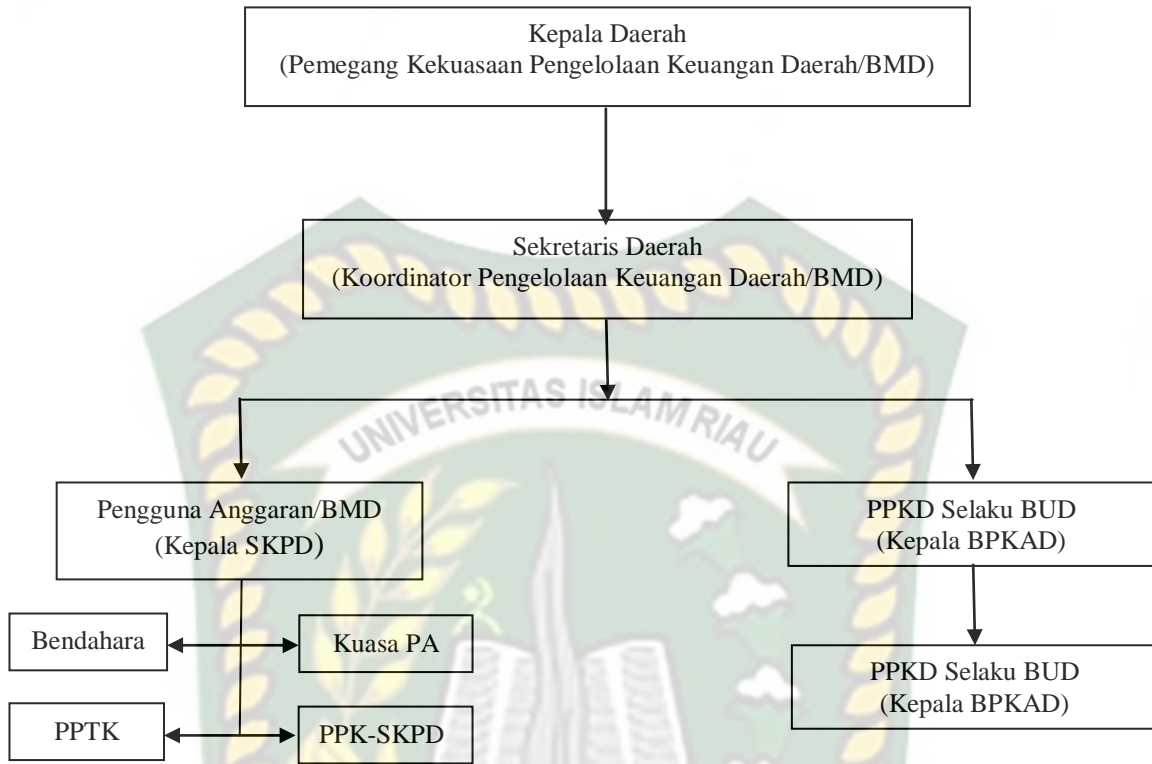 Kepala Daerah
(Pemegang Kekuasaan Pengelolaan Keuangan Daerah/BMD)
Sekretaris Daerah
(Koordinator Pengelolaan Keuangan Daerah/BMD)
UNIVERSITAS ISLAM RIAU
Pengguna Anggaran/BMD
(Kepala SKPD)
PPKD Selaku BUD
(Kepala BPKAD)
Bendahara
Kuasa PA
PPKD Selaku BUD
(Kepala BPKAD)
PPTK
PPK-SKPD